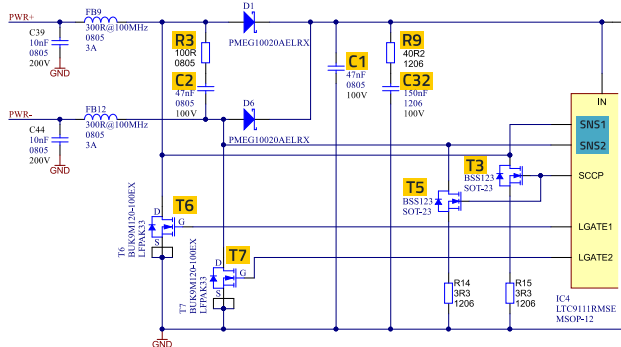 PWR+
FB9
300R@100MHz
0805
3A
C39
10nF
0805
200V
GND
D1
PMEG10020AELRX
R3
100R
0805
C2
47nF
0805
100V
C1
47nF
0805
100V
R9
40R2
1206
C32
150nF
1206
100V
PWR-
FB12
300R@100MHz
0805
3A
C44
10nF
0805
200V
GND
D6
PMEG10020AELRX
IN
SNS1
SNS2
SCCP
LGATE1
LGATE2
IC4
LTC9111RMSE
MSOP-12
T3
BSS123
SOT-23
T5
BSS123
SOT-23
T6
D
G
S
T6
BUK9M120-100EX
LFPAK33
T7
D
G
S
T7
BUK9M120-100EX
LFPAK33
R14
3R3
1206
R15
3R3
1206
GND